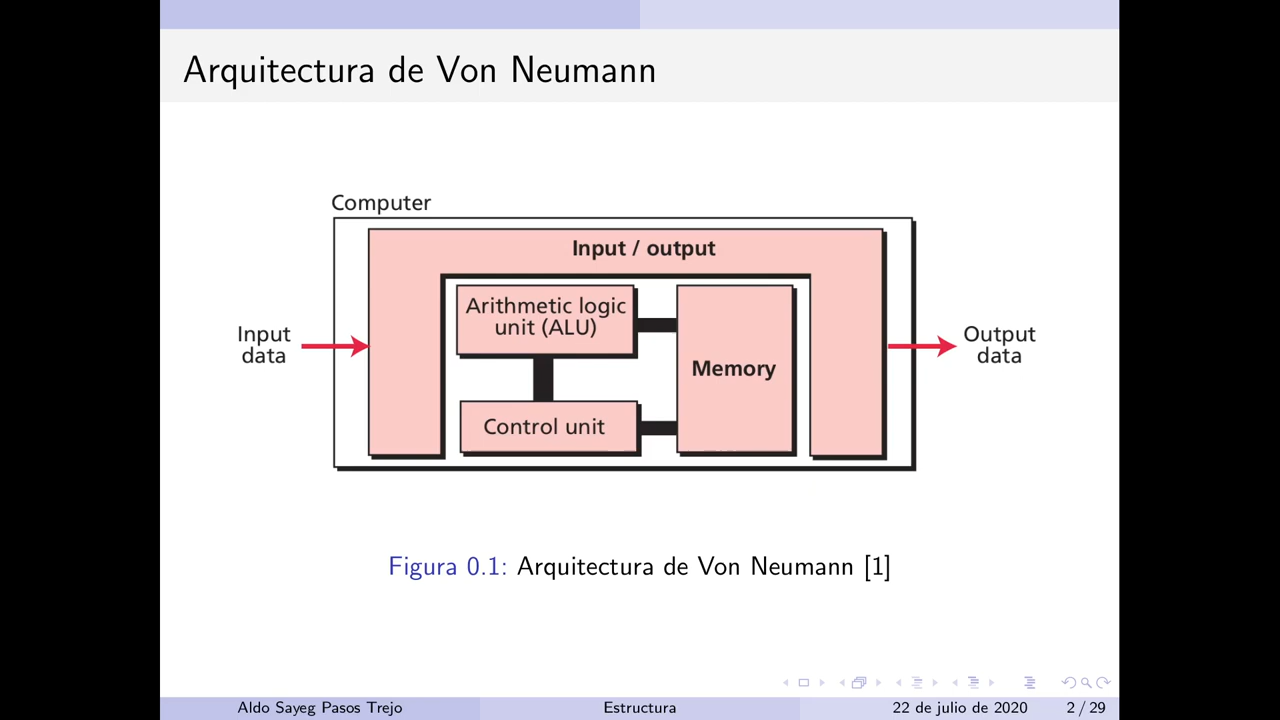 Arquitectura de Von Neumann
Computer
Input / output
Arithmetic logic
unit (ALU)
Input
data
Memory
Output
data
Control unit
Figura 0.1: Arquitectura de Von Neumann [1]
Aldo Sayeg Pasos Trejo
Estructura
22 de julio de 2020
2 / 29